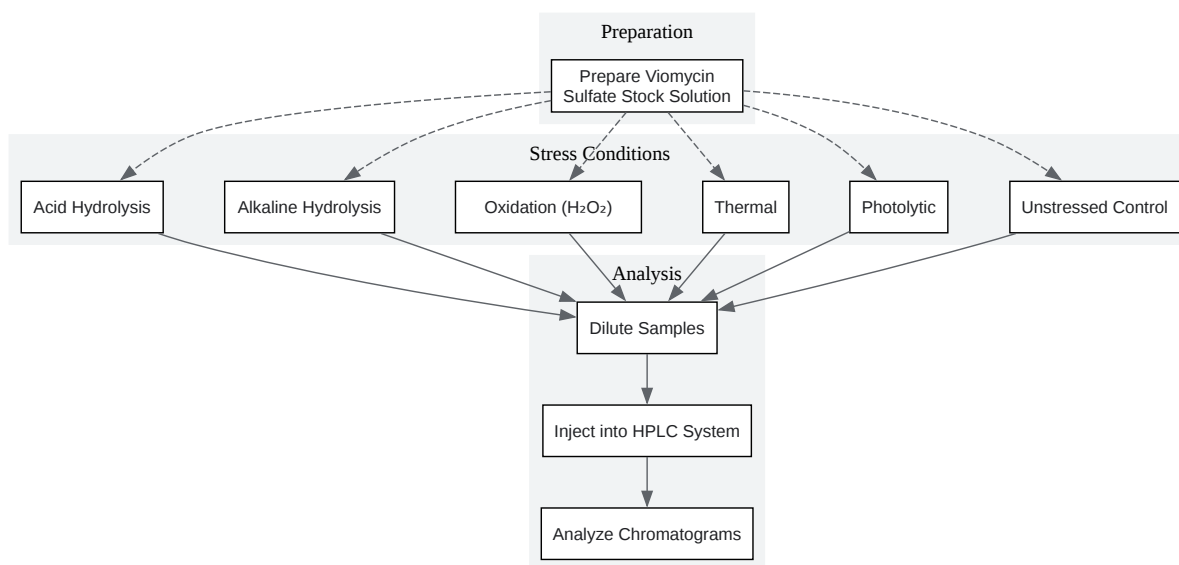 Preparation
Prepare Viomycin
Sulfate Stock Solution
Stress Conditions
Acid Hydrolysis
Alkaline Hydrolysis
Oxidation (H₂O₂)
Thermal
Photolytic
Unstressed Control
Analysis
Dilute Samples
Inject into HPLC System
Analyze Chromatograms